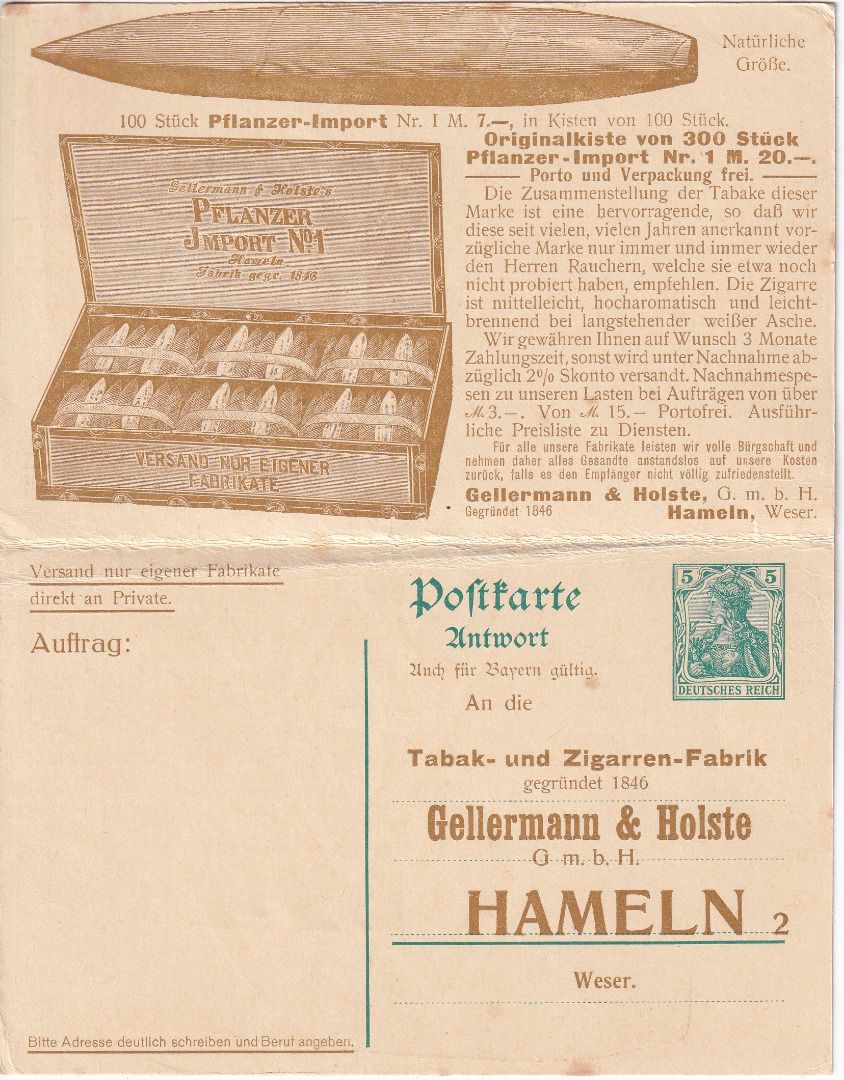 Natürliche
Größe.
100 Stück Pflanzer-Import Nr. I M. 7.—, in Kisten von 100 Stück.
Gellermann & Holste's
PFLANZER
JMPORT No 1
Hameln
Fabrik gegr. 1846
VERSAND NUR EIGENER
FABRIKATE
Originalkiste von 300 Stück
Pflanzer-Import Nr. 1 M. 20.—.
Porto und Verpackung frei.
Die Zusammenstellung der Tabake dieser
Marke ist eine hervorragende, so daß wir
diese seit vielen, vielen Jahren anerkannt vor-
zügliche Marke nur immer und immer wieder
den Herren Rauchern, welche sie etwa noch
nicht probiert haben, empfehlen. Die Zigarre
ist mittelleicht, hocharomatisch und leicht-
brennend bei langstehender weißer Asche.
Wir gewähren Ihnen auf Wunsch 3 Monate
Zahlungszeit, sonst wird unter Nachnahme ab-
züglich 2% Skonto versandt. Nachnahmespe-
sen zu unseren Lasten bei Aufträgen von über
M. 3.—. Von M. 15.— Portofrei. Ausführ-
liche Preisliste zu Diensten.
Für alle unsere Fabrikate leisten wir volle Bürgschaft und
nehmen daher alles Gesandte anstandslos auf unsere Kosten
zurück, falls es den Empfänger nicht völlig zufriedenstellt.
Gellermann & Holste, G. m. b. H.
Gegründet 1846 Hameln, Weser.
Versand nur eigener Fabrikate
direkt an Private.
Auftrag:
Bitte Adresse deutlich schreiben und Beruf angeben.
Postkarte
Antwort
Auch für Bayern gültig.
5 5
DEUTSCHES REICH
An die
Tabak- und Zigarren-Fabrik
gegründet 1846
Gellermann & Holste
G. m. b. H.
HAMELN 2
Weser.